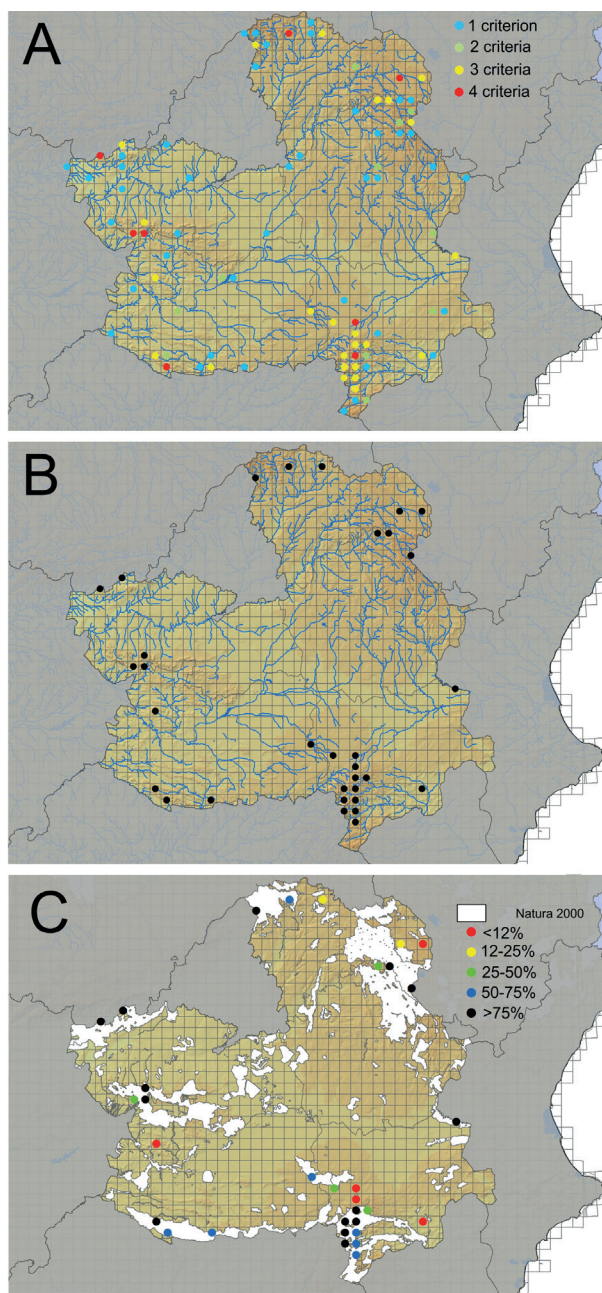 A
1 criterion
2 criteria
3 criteria
4 criteria
B
C
Natura 2000
<12%
12-25%
25-50%
50-75%
>75%